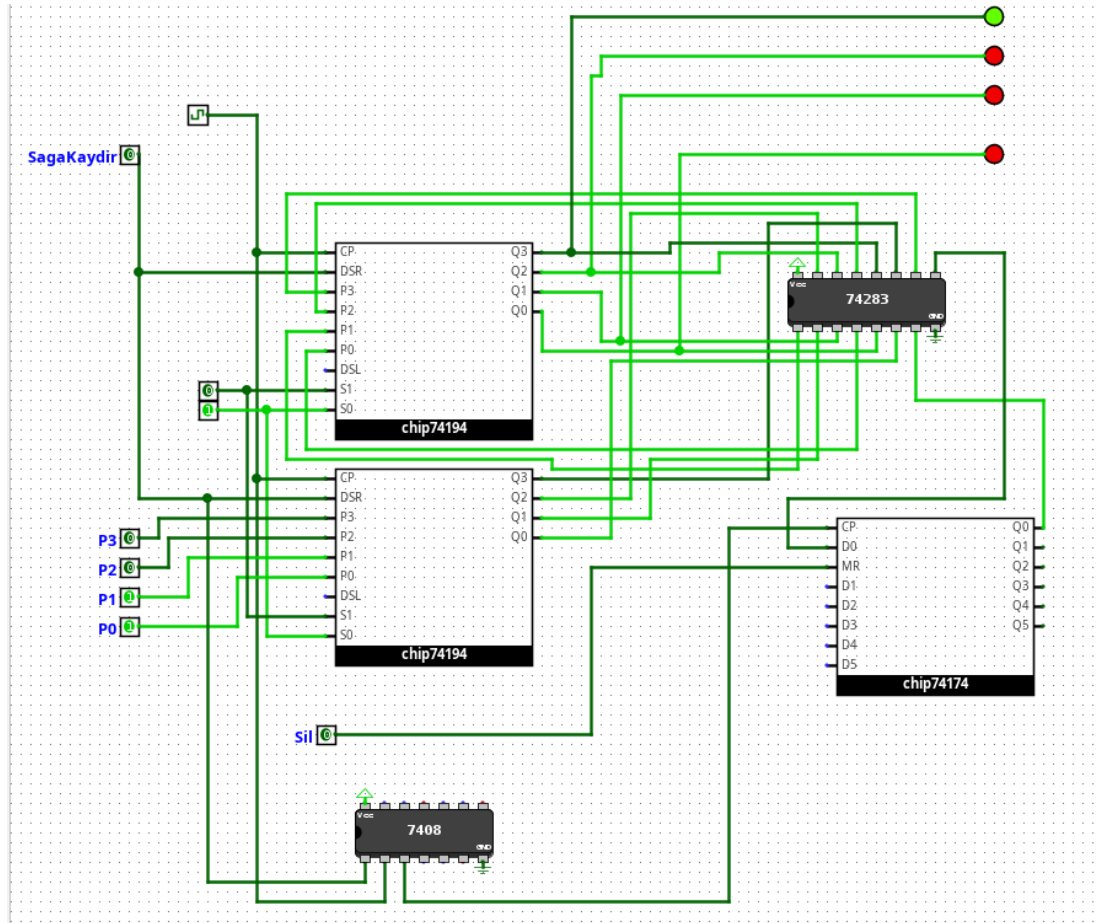 SagaKaydir
0
CP
DSR
P3
P2
P1
P0
DSL
S1
S0
Q3
Q2
Q1
Q0
chip74194
0
1
Vcc
74283
GND
CP
DSR
P3
P2
P1
P0
DSL
S1
S0
Q3
Q2
Q1
Q0
chip74194
P3 0
P2 0
P1 1
P0 1
CP
D0
MR
D1
D2
D3
D4
D5
Q0
Q1
Q2
Q3
Q4
Q5
chip74174
Sil 0
Vcc
7408
GND